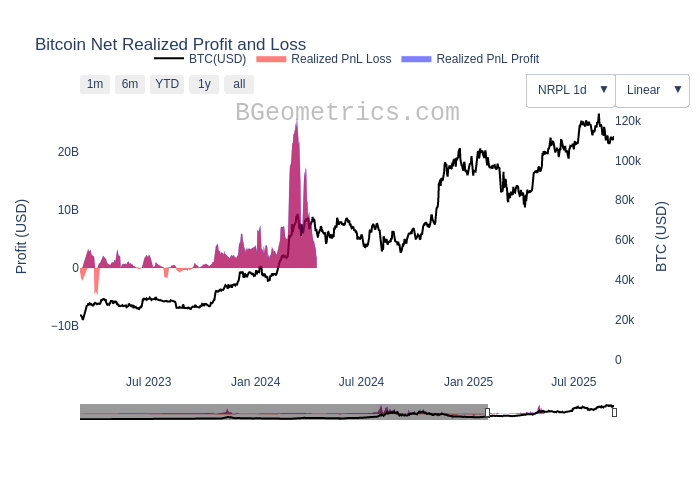 Bitcoin Net Realized Profit and Loss
BTC(USD) Realized PnL Loss Realized PnL Profit
1m 6m YTD 1y all
NRPL 1d ▼ Linear ▼
BGeometrics.com
20B
10B
0
−10B
Profit (USD)
120k
100k
80k
60k
40k
20k
0
BTC (USD)
Jul 2023 Jan 2024 Jul 2024 Jan 2025 Jul 2025